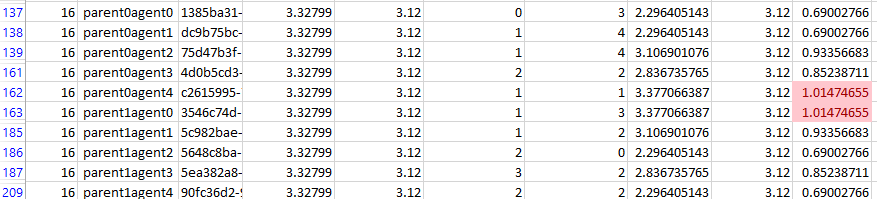 137 16 parent0agent0 1385ba31- 3.32799 3.12 0 3 2.296405143 3.12 0.69002766
138 16 parent0agent1 dc9b75bc- 3.32799 3.12 1 4 2.296405143 3.12 0.69002766
139 16 parent0agent2 75d47b3f- 3.32799 3.12 1 4 3.106901076 3.12 0.93356683
161 16 parent0agent3 4d0b5cd3- 3.32799 3.12 2 2 2.836735765 3.12 0.85238711
162 16 parent0agent4 c2615995- 3.32799 3.12 1 1 3.377066387 3.12 1.01474655
163 16 parent1agent0 3546c74d- 3.32799 3.12 1 3 3.377066387 3.12 1.01474655
185 16 parent1agent1 5c982bae- 3.32799 3.12 1 2 3.106901076 3.12 0.93356683
186 16 parent1agent2 5648c8ba- 3.32799 3.12 2 0 2.296405143 3.12 0.69002766
187 16 parent1agent3 5ea382a8- 3.32799 3.12 3 2 2.836735765 3.12 0.85238711
209 16 parent1agent4 90fc36d2-9 3.32799 3.12 2 2 2.296405143 3.12 0.69002766